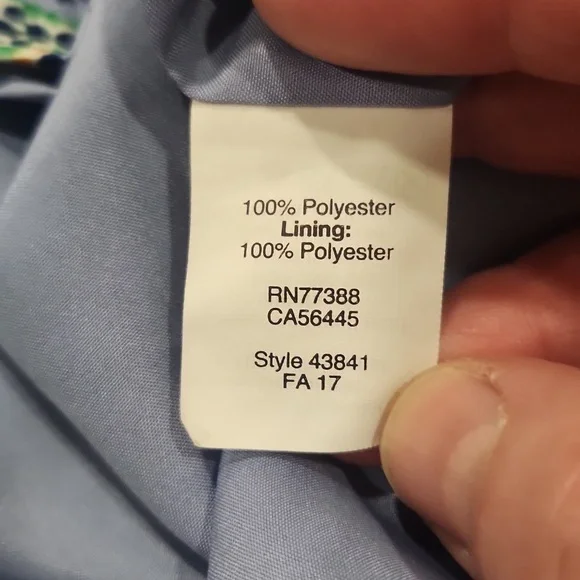 100% Polyester
Lining:
100% Polyester
RN77388
CA56445
Style 43841
FA 17